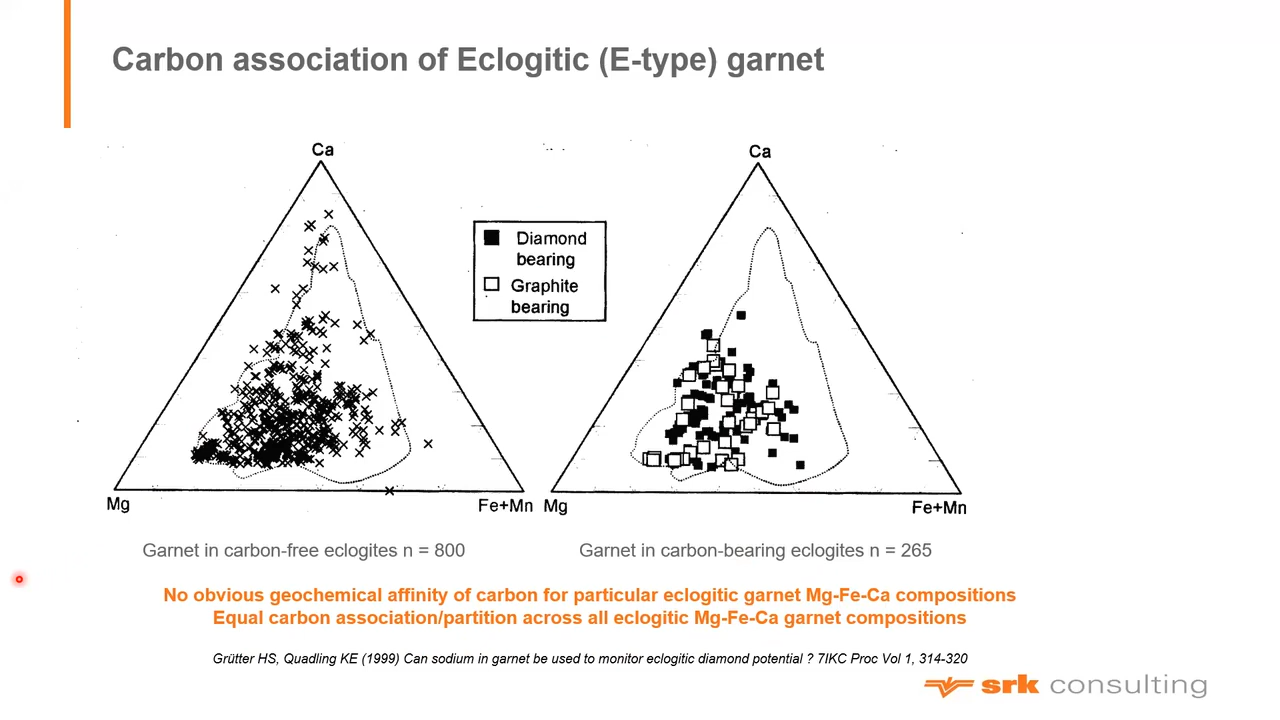 Carbon association of Eclogitic (E-type) garnet
Ca
Mg
Fe+Mn
Diamond
bearing
Graphite
bearing
Ca
Mg
Fe+Mn
Garnet in carbon-free eclogites n = 800
Garnet in carbon-bearing eclogites n = 265
No obvious geochemical affinity of carbon for particular eclogitic garnet Mg-Fe-Ca compositions
Equal carbon association/partition across all eclogitic Mg-Fe-Ca garnet compositions
Grütter HS, Quadling KE (1999) Can sodium in garnet be used to monitor eclogitic diamond potential ? 7IKC Proc Vol 1, 314-320
srk consulting